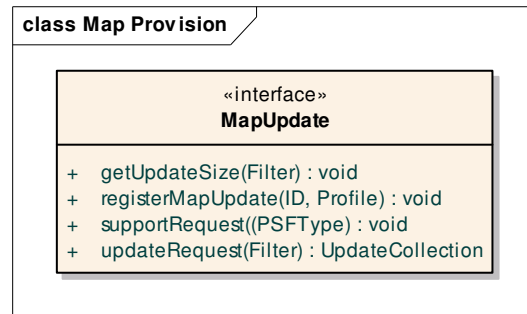 class Map Provision
«interface»
MapUpdate
+ getUpdateSize(Filter) : void
+ registerMapUpdate(ID, Profile) : void
+ supportRequest((PSFType) : void
+ updateRequest(Filter) : UpdateCollection